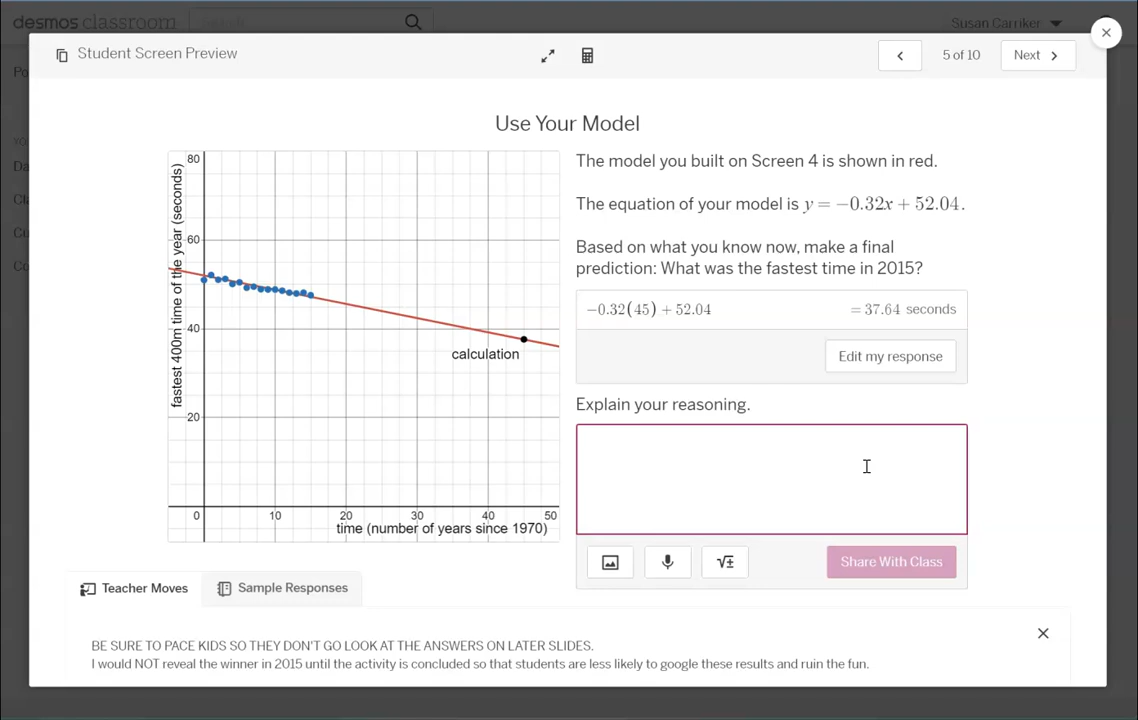 desmos classroom
Search
Susan Carriker
Student Screen Preview
5 of 10
Next
Po
YO
Da
Cla
Cu
Co
Use Your Model
80
60
40
20
0
10
20
30
40
50
fastest 400m time of the year (seconds)
calculation
time (number of years since 1970)
The model you built on Screen 4 is shown in red.
The equation of your model is y = −0.32x + 52.04.
Based on what you know now, make a final
prediction: What was the fastest time in 2015?
−0.32(45) + 52.04 = 37.64 seconds
Edit my response
Explain your reasoning.
√±
Share With Class
Teacher Moves
Sample Responses
BE SURE TO PACE KIDS SO THEY DON'T GO LOOK AT THE ANSWERS ON LATER SLIDES.
I would NOT reveal the winner in 2015 until the activity is concluded so that students are less likely to google these results and ruin the fun.